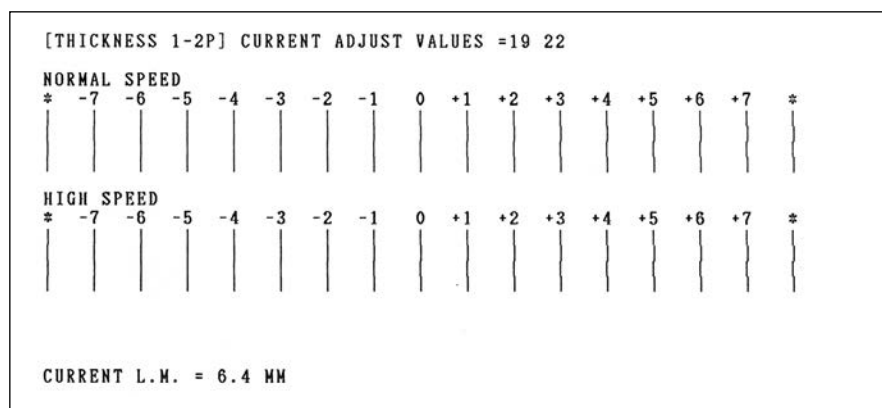 [THICKNESS 1-2P] CURRENT ADJUST VALUES =19 22
NORMAL SPEED
* -7 -6 -5 -4 -3 -2 -1 0 +1 +2 +3 +4 +5 +6 +7 *
HIGH SPEED
* -7 -6 -5 -4 -3 -2 -1 0 +1 +2 +3 +4 +5 +6 +7 *
CURRENT L.M. = 6.4 MM